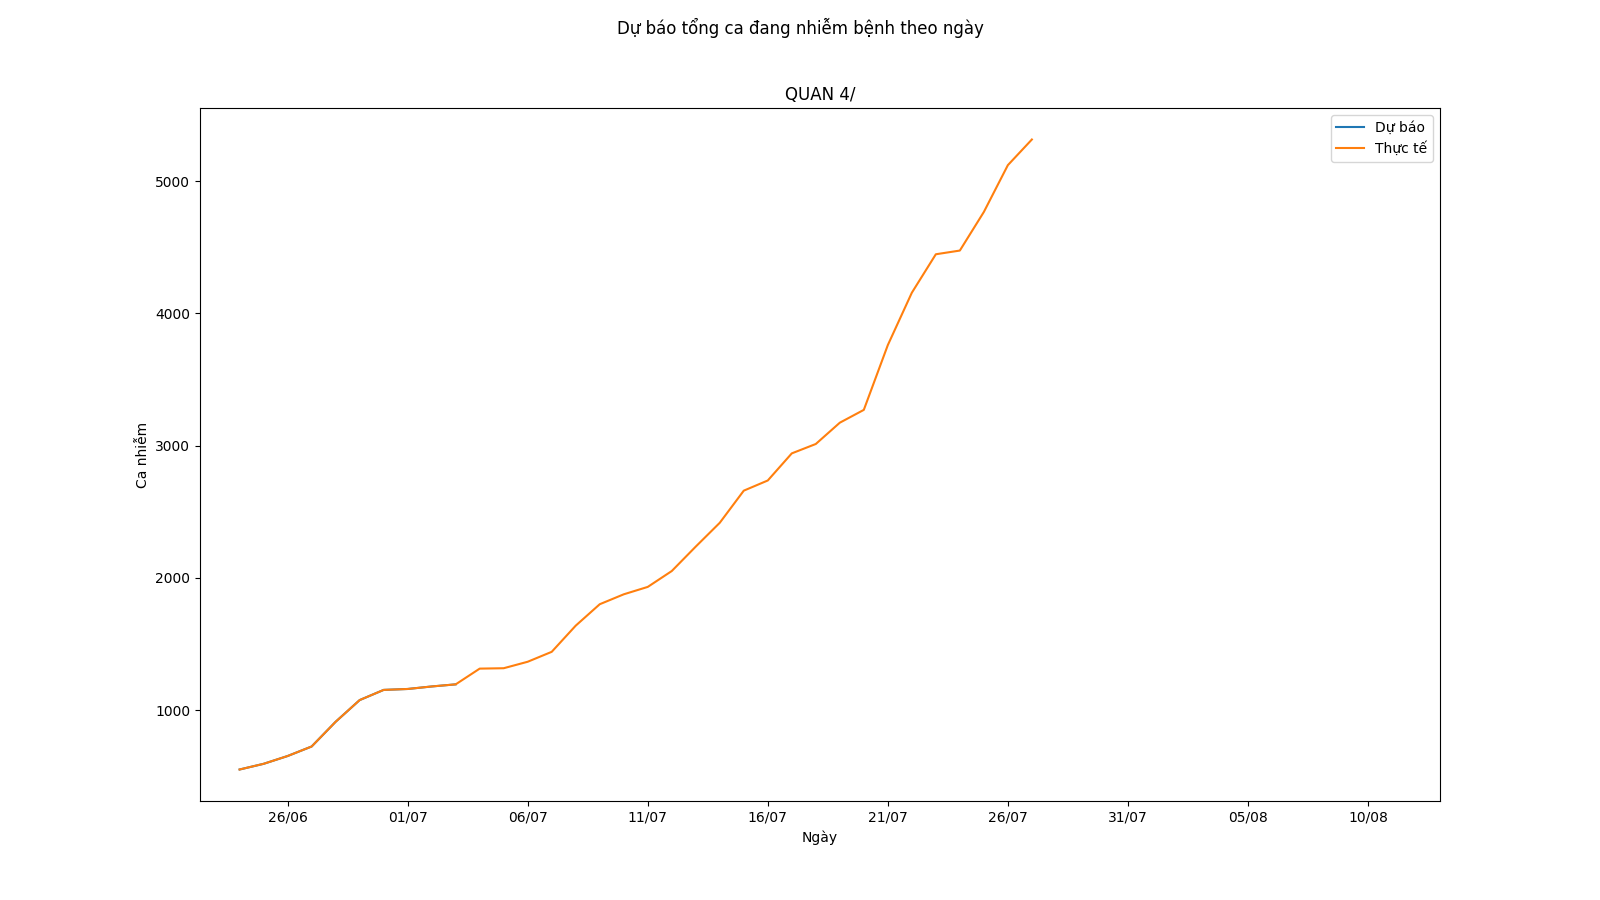 Dự báo tổng ca đang nhiễm bệnh theo ngày
QUAN 4/
Dự báo
Thực tế
5000
4000
3000
2000
1000
Ca nhiễm
26/06
01/07
06/07
11/07
16/07
21/07
26/07
31/07
05/08
10/08
Ngày